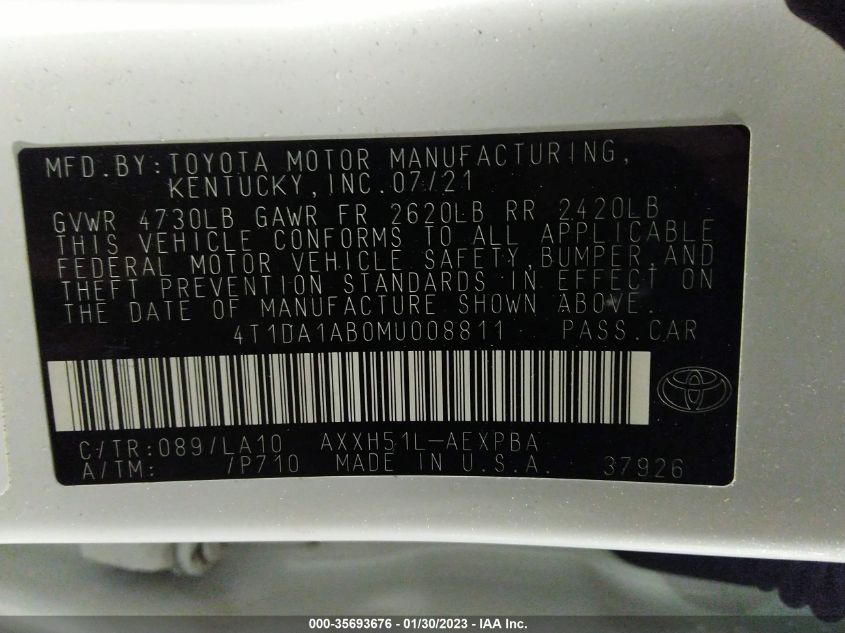 MFD.BY:TOYOTA MOTOR MANUFACTURING,
KENTUCKY,INC.07/21
GVWR 4730LB GAWR FR 2620LB RR 2420LB
THIS VEHICLE CONFORMS TO ALL APPLICABLE
FEDERAL MOTOR VEHICLE SAFETY,BUMPER,AND
THEFT PREVENTION STANDARDS IN EFFECT ON
THE DATE OF MANUFACTURE SHOWN ABOVE.
4T1DA1AB0MU008811 PASS.CAR
C/TR:089/LA10 AXXH51L-AEXPBA
A/TM: /P710 MADE IN U.S.A. 37926
000-35693676 - 01/30/2023 - IAA Inc.